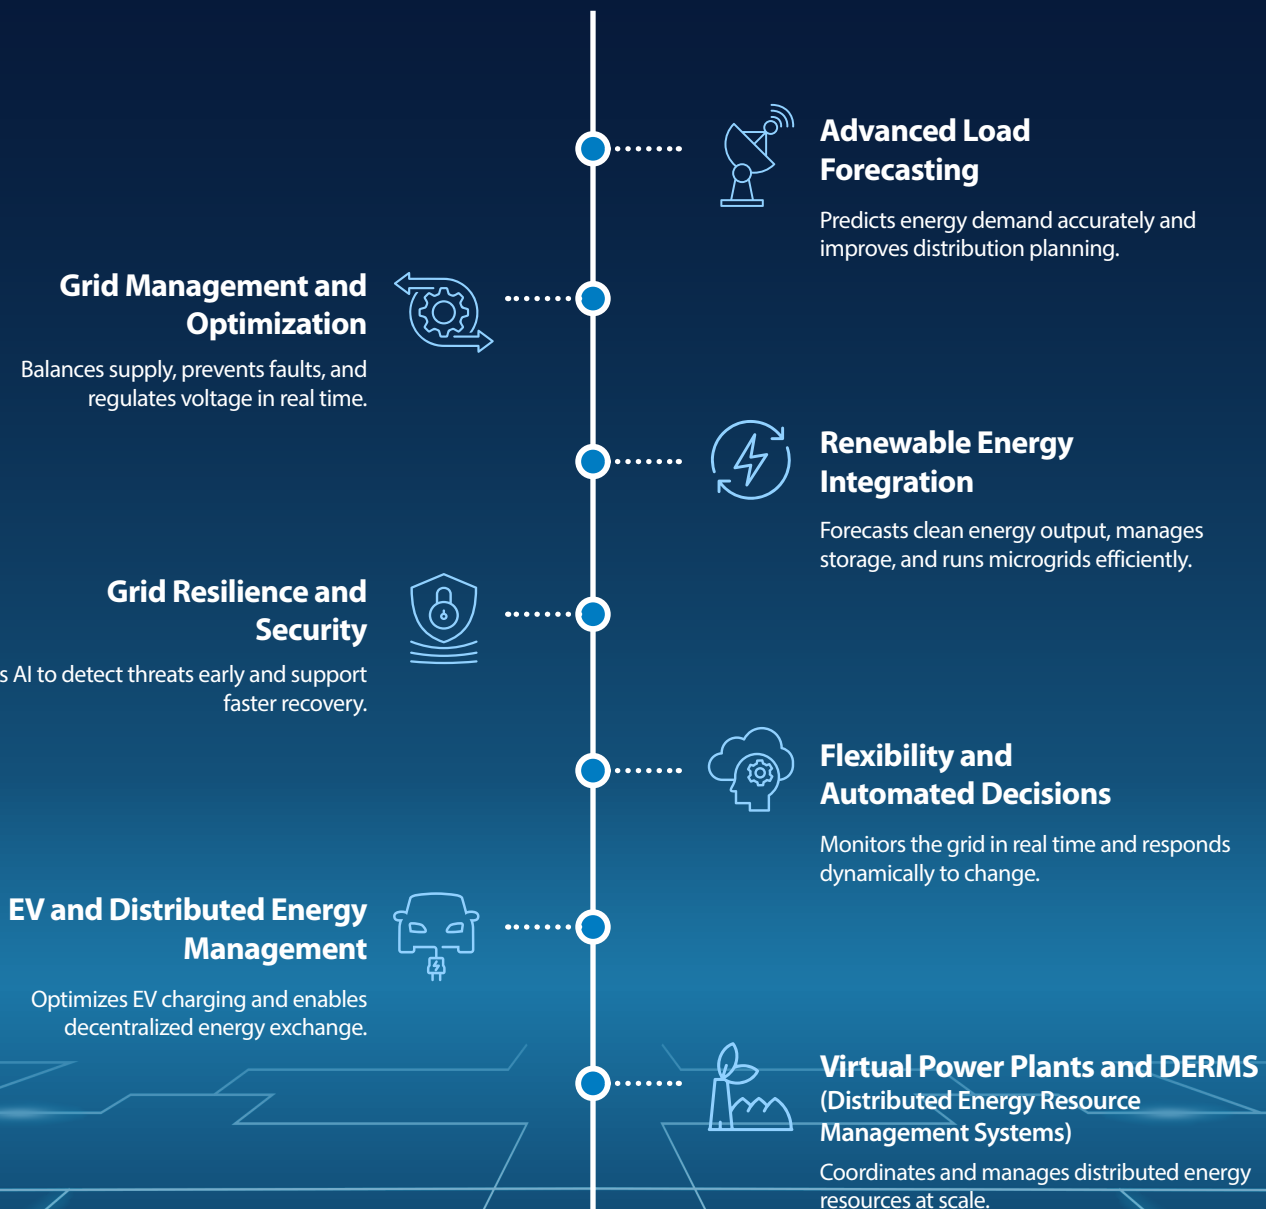 Advanced Load
Forecasting
Predicts energy demand accurately and
improves distribution planning.
Grid Management and
Optimization
Balances supply, prevents faults, and
regulates voltage in real time.
Renewable Energy
Integration
Forecasts clean energy output, manages
storage, and runs microgrids efficiently.
Grid Resilience and
Security
s AI to detect threats early and support
faster recovery.
Flexibility and
Automated Decisions
Monitors the grid in real time and responds
dynamically to change.
EV and Distributed Energy
Management
Optimizes EV charging and enables
decentralized energy exchange.
Virtual Power Plants and DERMS
(Distributed Energy Resource
Management Systems)
Coordinates and manages distributed energy
resources at scale.